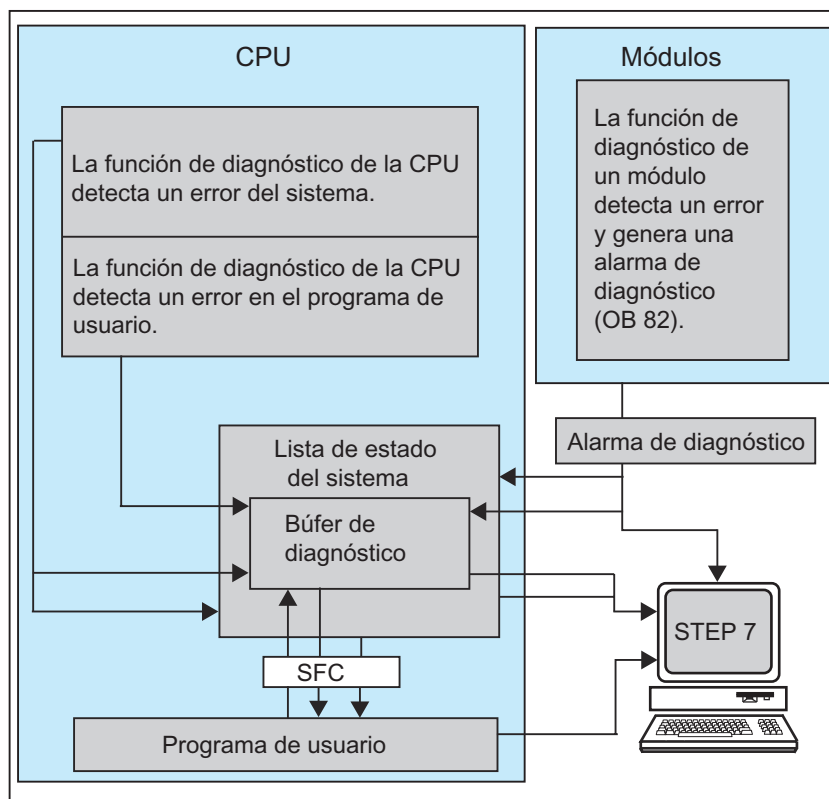 CPU
La función de diagnóstico de la CPU
detecta un error del sistema.
La función de diagnóstico de la CPU
detecta un error en el programa de
usuario.
Lista de estado
del sistema
Búfer de
diagnóstico
SFC
Programa de usuario
Módulos
La función de
diagnóstico de
un módulo
detecta un error
y genera una
alarma de
diagnóstico
(OB 82).
Alarma de diagnóstico
STEP 7